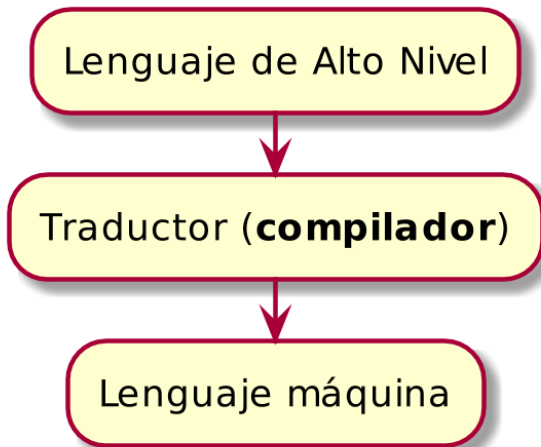 Lenguaje de Alto Nivel
Traductor (compilador)
Lenguaje máquina